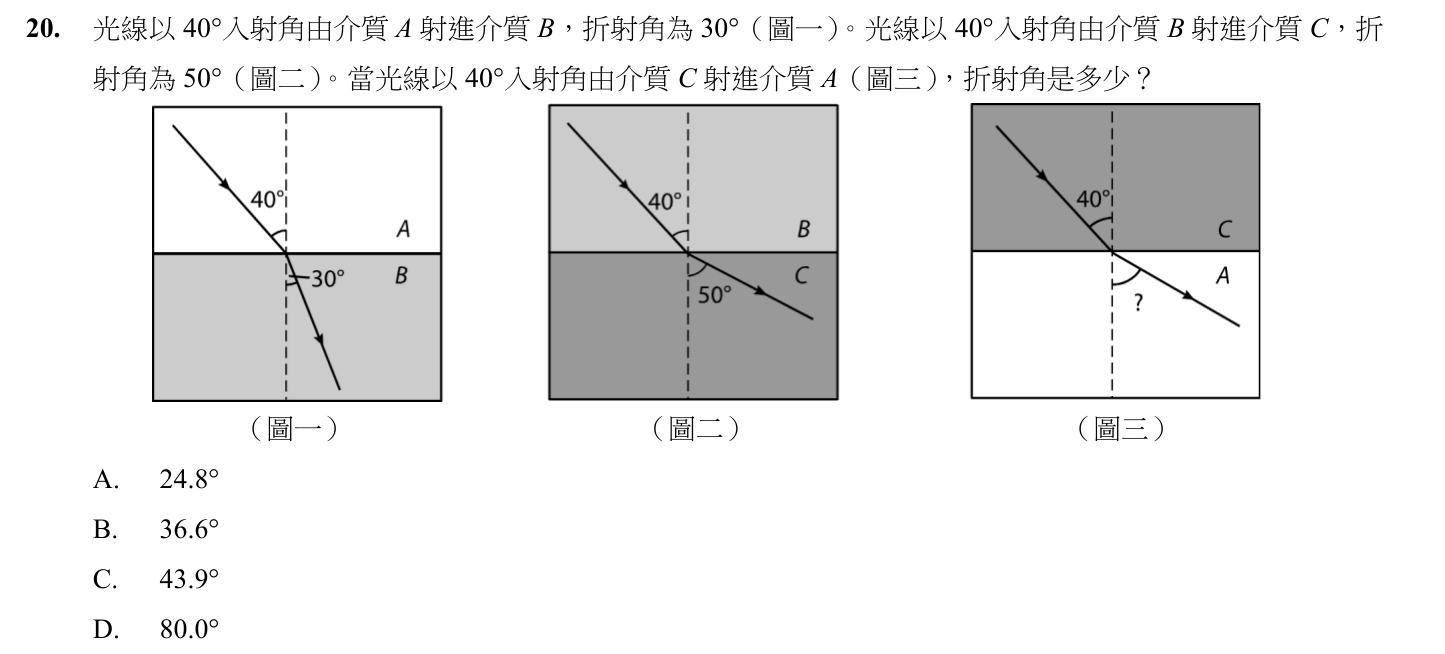 20. 光線以 40°入射角由介質 A 射進介質 B，折射角為 30°（圖一）。光線以 40°入射角由介質 B 射進介質 C，折
射角為 50°（圖二）。當光線以 40°入射角由介質 C 射進介質 A（圖三），折射角是多少？
40°
A
30°
B
（圖一）
40°
B
C
50°
（圖二）
40°
C
A
?
（圖三）
A. 24.8°
B. 36.6°
C. 43.9°
D. 80.0°